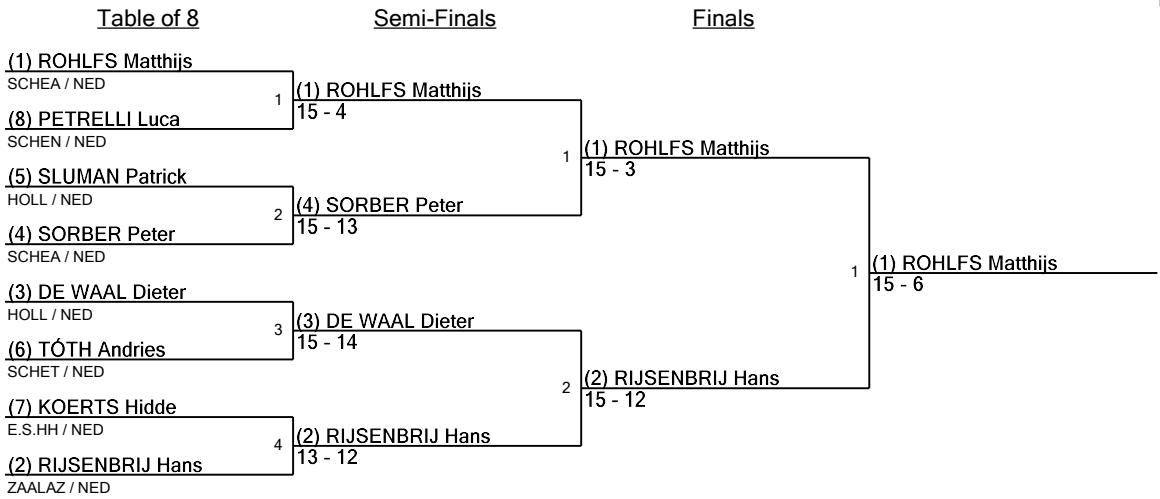 Table of 8
Semi-Finals
Finals
(1) ROHLFS Matthijs
SCHEA / NED
1
(8) PETRELLI Luca
SCHEN / NED
(5) SLUMAN Patrick
HOLL / NED
2
(4) SORBER Peter
SCHEA / NED
(3) DE WAAL Dieter
HOLL / NED
3
(6) TÓTH Andries
SCHET / NED
(7) KOERTS Hidde
E.S.HH / NED
4
(2) RIJSENBRIJ Hans
ZAALAZ / NED
(1) ROHLFS Matthijs
15 - 4
1
(4) SORBER Peter
15 - 13
(3) DE WAAL Dieter
15 - 14
2
(2) RIJSENBRIJ Hans
13 - 12
(1) ROHLFS Matthijs
15 - 3
1
(2) RIJSENBRIJ Hans
15 - 12
(1) ROHLFS Matthijs
15 - 6